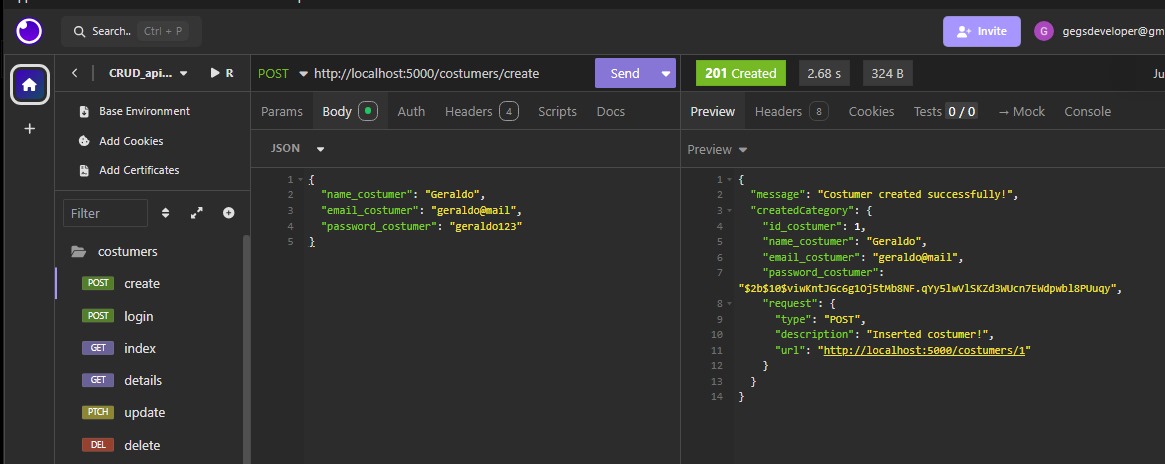 Search.. Ctrl + P
Invite
G gegsdeveloper@gm
CRUD_api... R
POST http://localhost:5000/costumers/create Send
201 Created 2.68 s 324 B Ju
Base Environment
Add Cookies
Add Certificates
Filter
costumers
POST create
POST login
GET index
GET details
PTCH update
DEL delete
Params Body Auth Headers 4 Scripts Docs
JSON
1 {
2 "name_costumer": "Geraldo",
3 "email_costumer": "geraldo@mail",
4 "password_costumer": "geraldo123"
5 }
Preview Headers 8 Cookies Tests 0 / 0 → Mock Console
Preview
1 {
2 "message": "Costumer created successfully!",
3 "createdCategory": {
4 "id_costumer": 1,
5 "name_costumer": "Geraldo",
6 "email_costumer": "geraldo@mail",
7 "password_costumer":
"$2b$10$viwKntJGc6g1Oj5tMb8NF.qYy5lwVlSKZd3WUcn7EWdpwbl8PUuqy",
8 "request": {
9 "type": "POST",
10 "description": "Inserted costumer!",
11 "url": "http://localhost:5000/costumers/1"
12 }
13 }
14 }